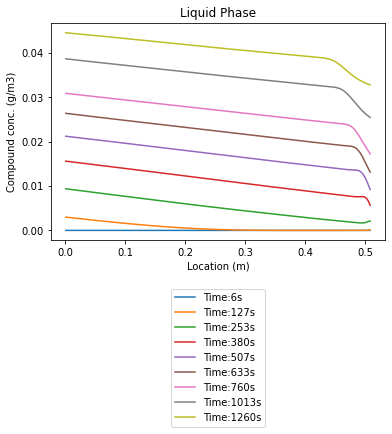 Liquid Phase
Compound conc. (g/m3)
0.04
0.03
0.02
0.01
0.00
0.0 0.1 0.2 0.3 0.4 0.5
Location (m)
Time:6s
Time:127s
Time:253s
Time:380s
Time:507s
Time:633s
Time:760s
Time:1013s
Time:1260s